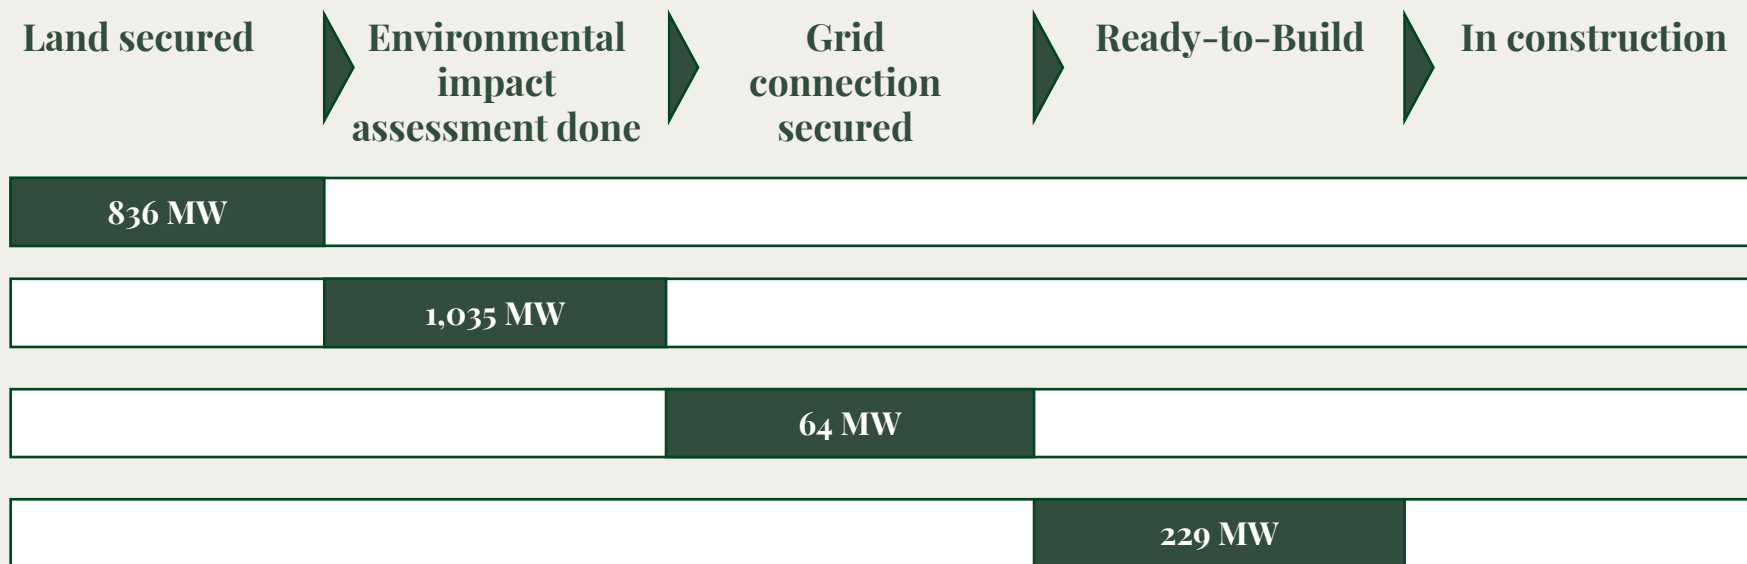 Land secured
Environmental
impact
assessment done
Grid
connection
secured
Ready-to-Build
In construction
836 MW
1,035 MW
64 MW
229 MW